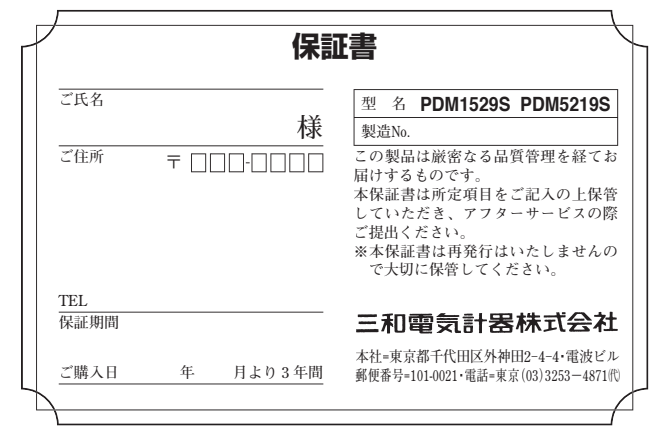 保証書
ご氏名
様
ご住所 〒 □□□-□□□□
TEL
保証期間
ご購入日 年 月より3年間
型 名 PDM1529S PDM5219S
製造No.
この製品は厳密なる品質管理を経てお
届けするものです。
本保証書は所定項目をご記入の上保管
していただき、アフターサービスの際
ご提出ください。
※本保証書は再発行はいたしませんの
で大切に保管してください。
三和電気計器株式会社
本社=東京都千代田区外神田2-4-4・電波ビル
郵便番号=101-0021・電話=東京(03)3253−4871㈹